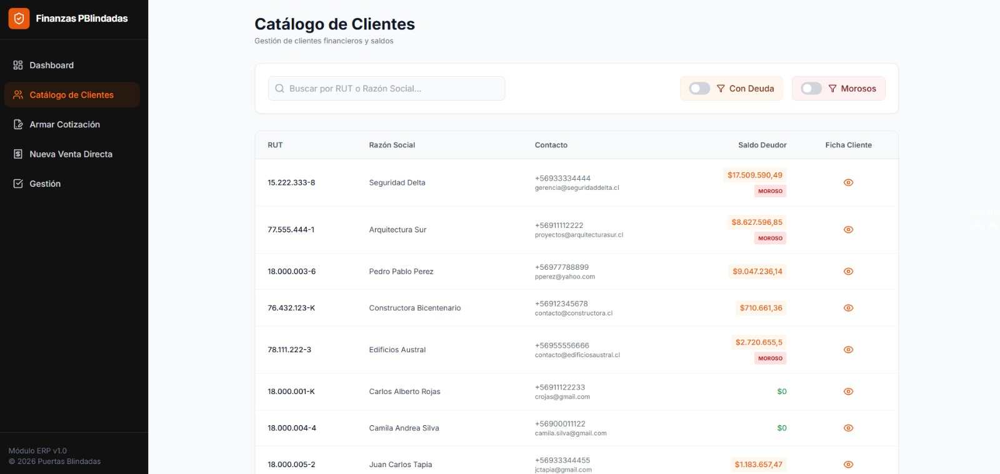 Finanzas PBlindadas
Dashboard
Catálogo de Clientes
Armar Cotización
Nueva Venta Directa
Gestión
Módulo ERP v1.0
© 2026 Puertas Blindadas
Catálogo de Clientes
Gestión de clientes financieros y saldos
Buscar por RUT o Razón Social...
Con Deuda
Morosos
RUT Razón Social Contacto Saldo Deudor Ficha Cliente
15.222.333-8 Seguridad Delta +56933334444 $17.509.590,49
gerencia@seguridaddelta.cl MOROSO
77.555.444-1 Arquitectura Sur +56911112222 $8.627.596,85
proyectos@arquitecturasur.cl MOROSO
18.000.003-6 Pedro Pablo Perez +56977788899 $9.047.236,14
pperez@yahoo.com
76.432.123-K Constructora Bicentenario +56912345678 $710.661,36
contacto@constructora.cl
78.111.222-3 Edificios Austral +56955556666 $2.720.655,5
contacto@edificiosaustral.cl MOROSO
18.000.001-K Carlos Alberto Rojas +56911122233 $0
crojas@gmail.com
18.000.004-4 Camila Andrea Silva +56900011122 $0
camila.silva@gmail.com
18.000.005-2 Juan Carlos Tapia +56933344455 $1.183.657,47
jctapia@gmail.com